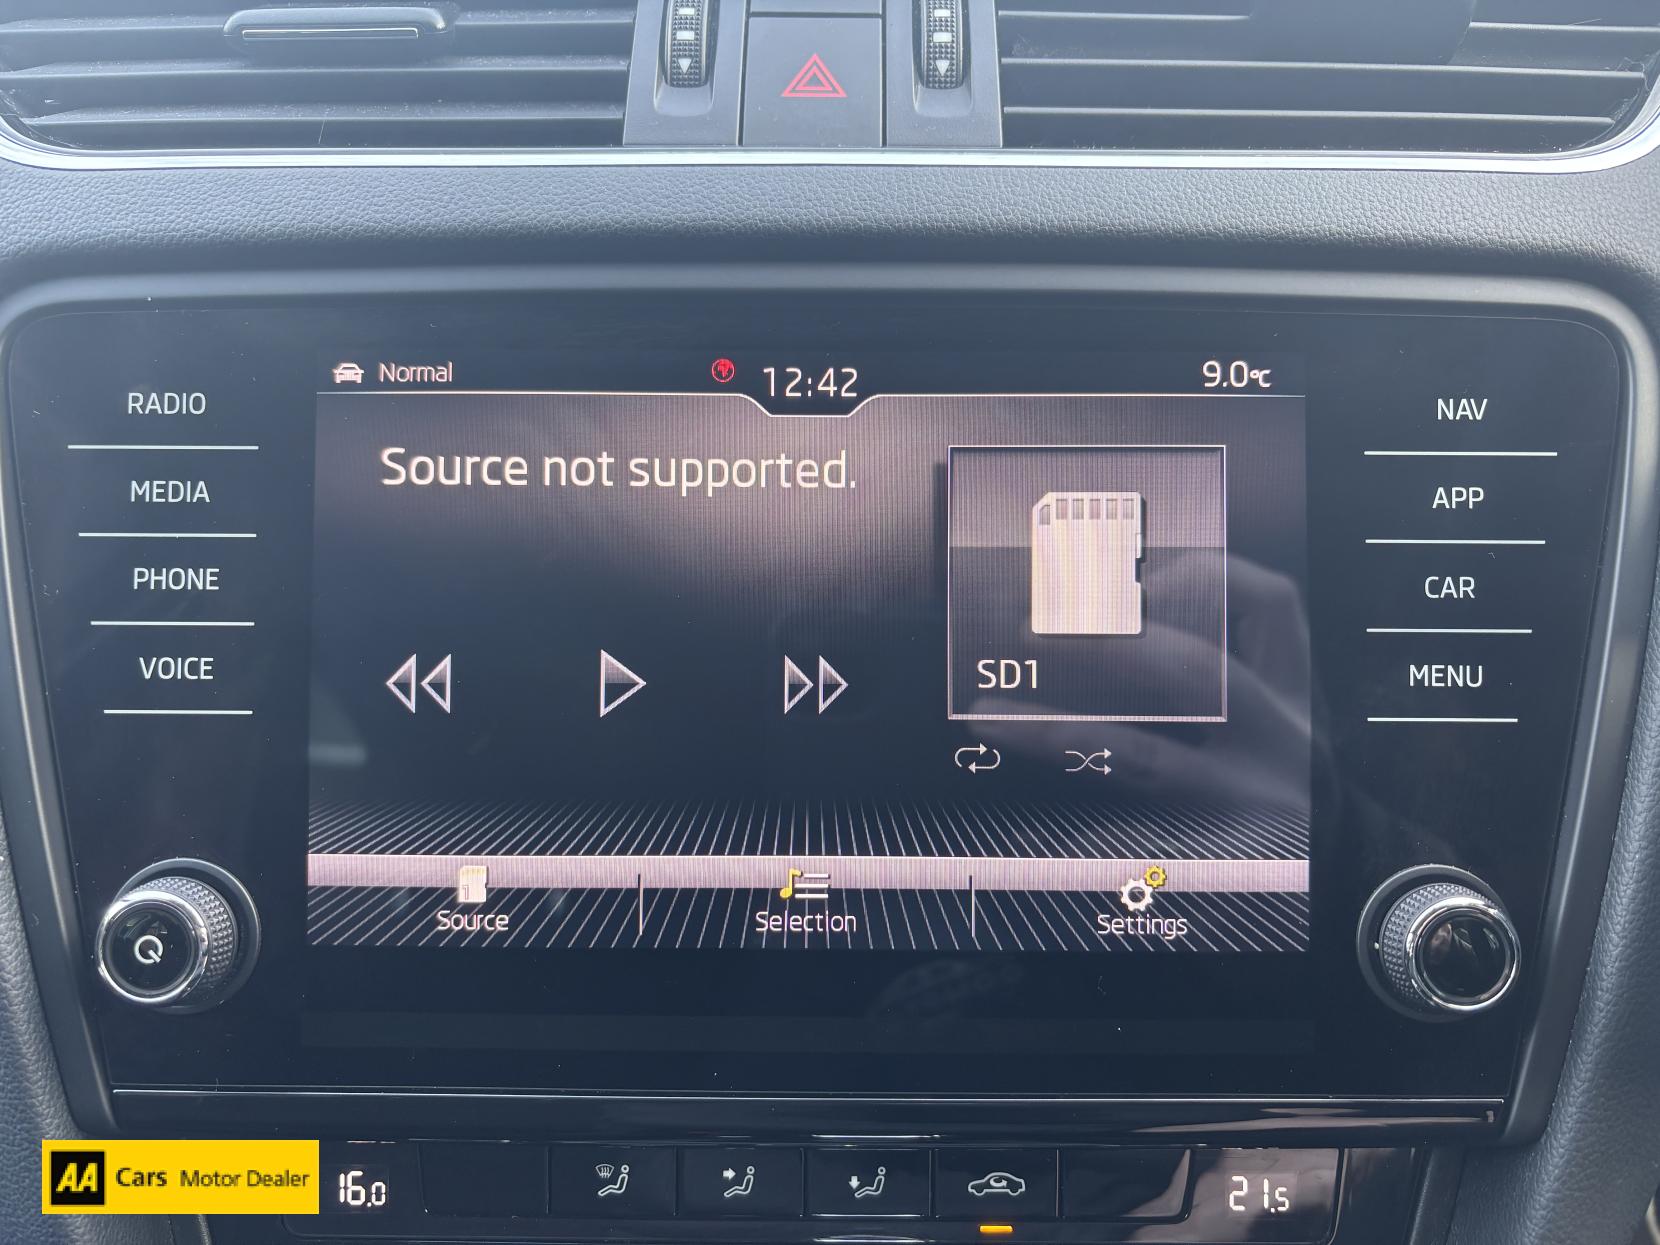 Normal
12:42
9.0°C
RADIO
MEDIA
PHONE
VOICE
Source not supported.
SD1
1
Source
Selection
Settings
NAV
APP
CAR
MENU
AA Cars Motor Dealer
16.0
21.5